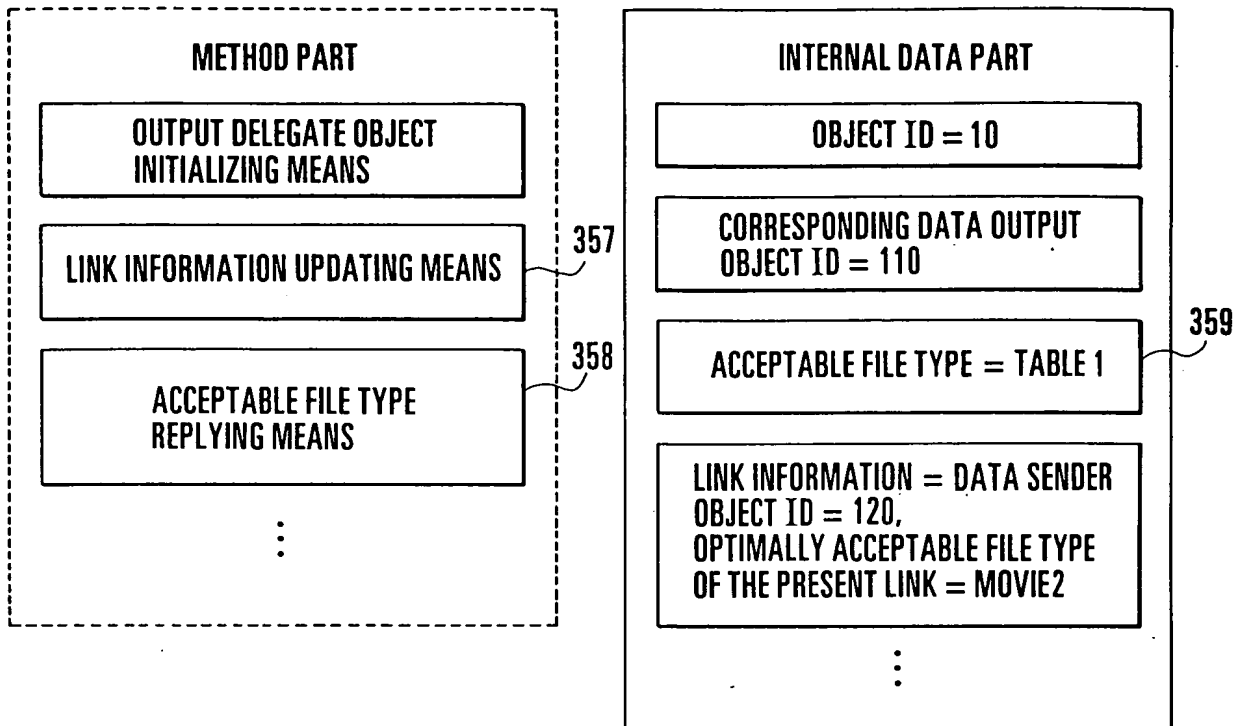 METHOD PART
OUTPUT DELEGATE OBJECT
INITIALIZING MEANS
LINK INFORMATION UPDATING MEANS
357
ACCEPTABLE FILE TYPE
REPLYING MEANS
358
INTERNAL DATA PART
OBJECT ID = 10
CORRESPONDING DATA OUTPUT
OBJECT ID = 110
ACCEPTABLE FILE TYPE = TABLE 1
359
LINK INFORMATION = DATA SENDER
OBJECT ID = 120,
OPTIMALLY ACCEPTABLE FILE TYPE
OF THE PRESENT LINK = MOVIE2